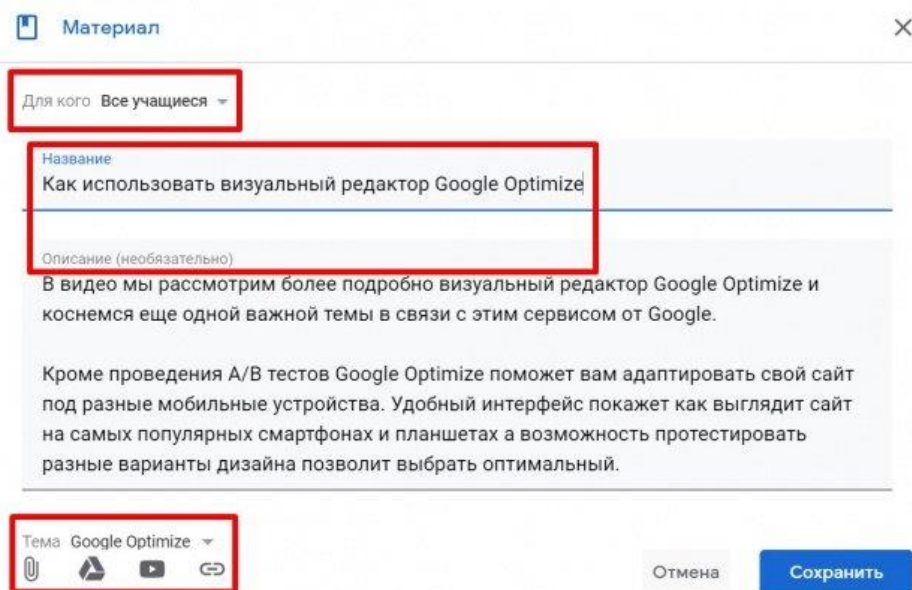 Материал
Для кого Все учащиеся
Название
Как использовать визуальный редактор Google Optimize
Описание (необязательно)
В видео мы рассмотрим более подробно визуальный редактор Google Optimize и
коснемся еще одной важной темы в связи с этим сервисом от Google.
Кроме проведения A/B тестов Google Optimize поможет вам адаптировать свой сайт
под разные мобильные устройства. Удобный интерфейс покажет как выглядит сайт
на самых популярных смартфонах и планшетах а возможность протестировать
разные варианты дизайна позволит выбрать оптимальный.
Тема Google Optimize
Отмена Сохранить